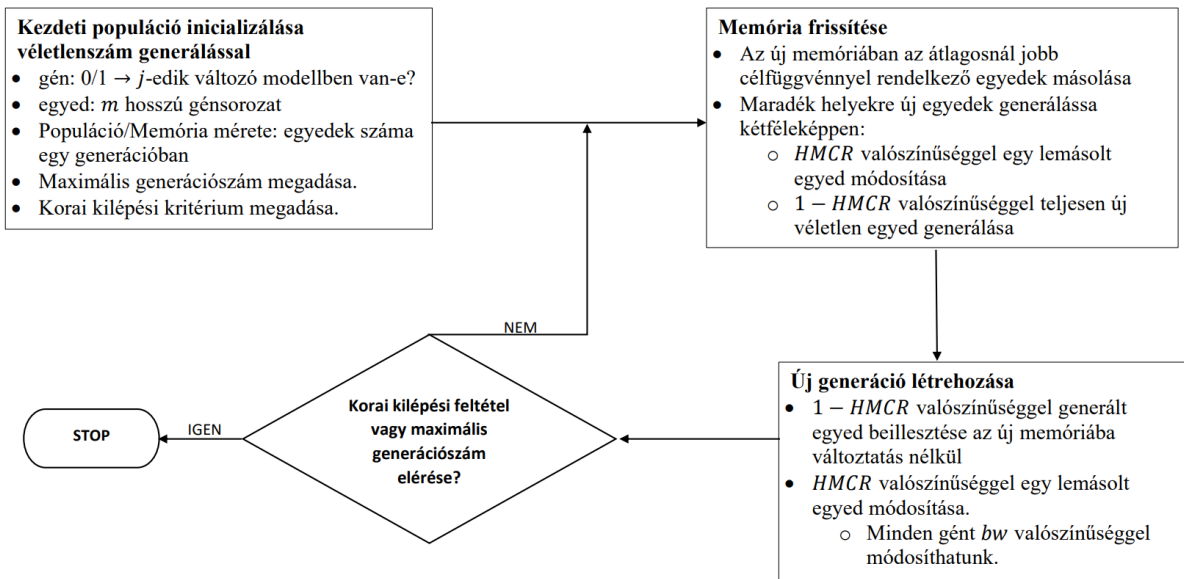 Kezdeti populáció inicializálása
véletlenszám generálással
• gén: 0/1 → j-edik változó modellben van-e?
• egyed: m hosszú génsorozat
• Populáció/Memória mérete: egyedek száma
egy generációban
• Maximális generációszám megadása.
• Korai kilépési kritérium megadása.
Memória frissítése
• Az új memóriában az átlagosnál jobb
célfüggvénnyel rendelkező egyedek másolása
• Maradék helyekre új egyedek generálássa
kétféleképpen:
o HMCR valószínűséggel egy lemásolt
egyed módosítása
o 1 − HMCR valószínűséggel teljesen új
véletlen egyed generálása
Új generáció létrehozása
• 1 − HMCR valószínűséggel generált
egyed beillesztése az új memóriába
változtatás nélkül
• HMCR valószínűséggel egy lemásolt
egyed módosítása.
o Minden gént bw valószínűséggel
módosíthatunk.
NEM
Korai kilépési feltétel
vagy maximális
generációszám
elérése?
IGEN
STOP